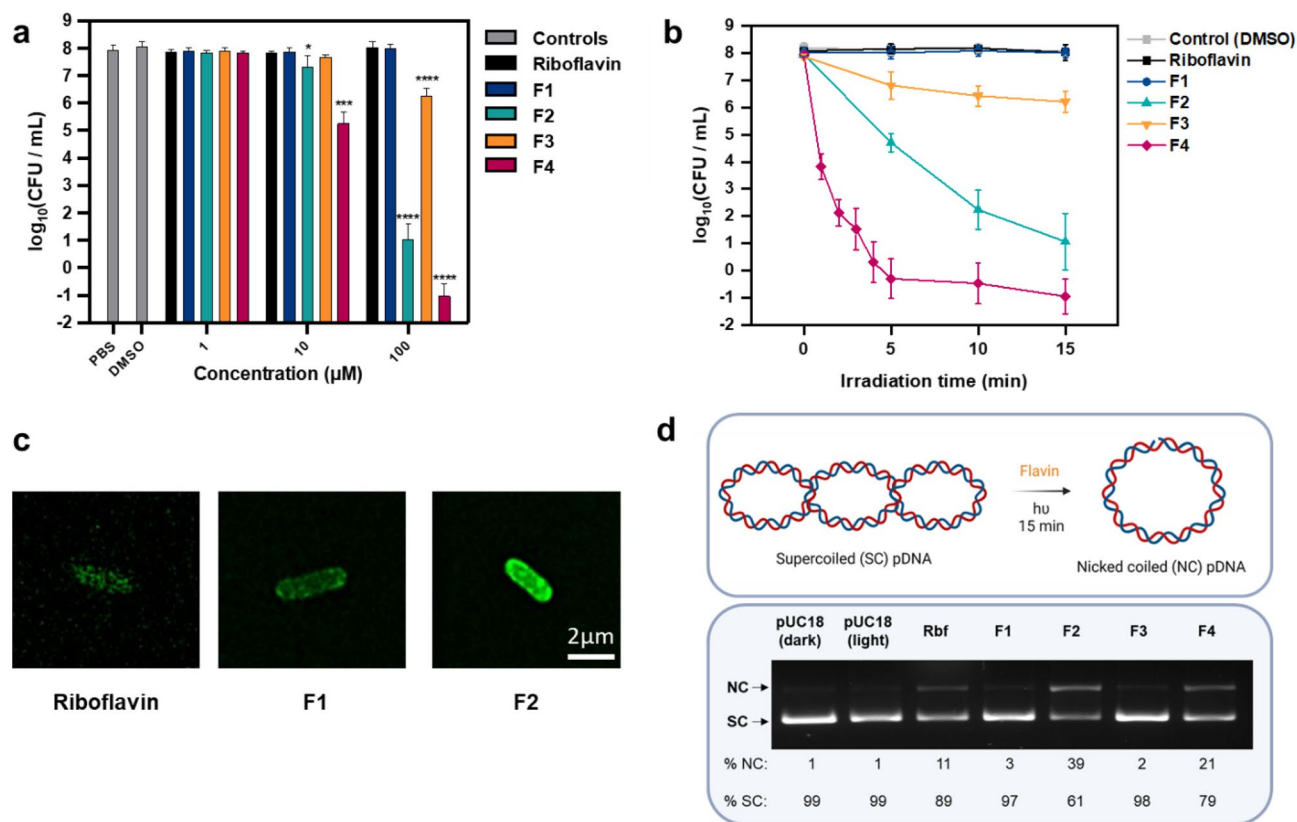 a
log10(CFU / mL)
9
8
7
6
5
4
3
2
1
0
-1
-2
*
***
****
****
****
PBS
DMSO
1
10
100
Concentration (µM)
Controls
Riboflavin
F1
F2
F3
F4
b
log10(CFU / mL)
9
8
7
6
5
4
3
2
1
0
-1
-2
0
5
10
15
Irradiation time (min)
Control (DMSO)
Riboflavin
F1
F2
F3
F4
c
2µm
Riboflavin
F1
F2
d
Flavin
hυ
15 min
Supercoiled (SC) pDNA
Nicked coiled (NC) pDNA
pUC18 (dark)
pUC18 (light)
Rbf
F1
F2
F3
F4
NC
SC
% NC: 1 1 11 3 39 2 21
% SC: 99 99 89 97 61 98 79